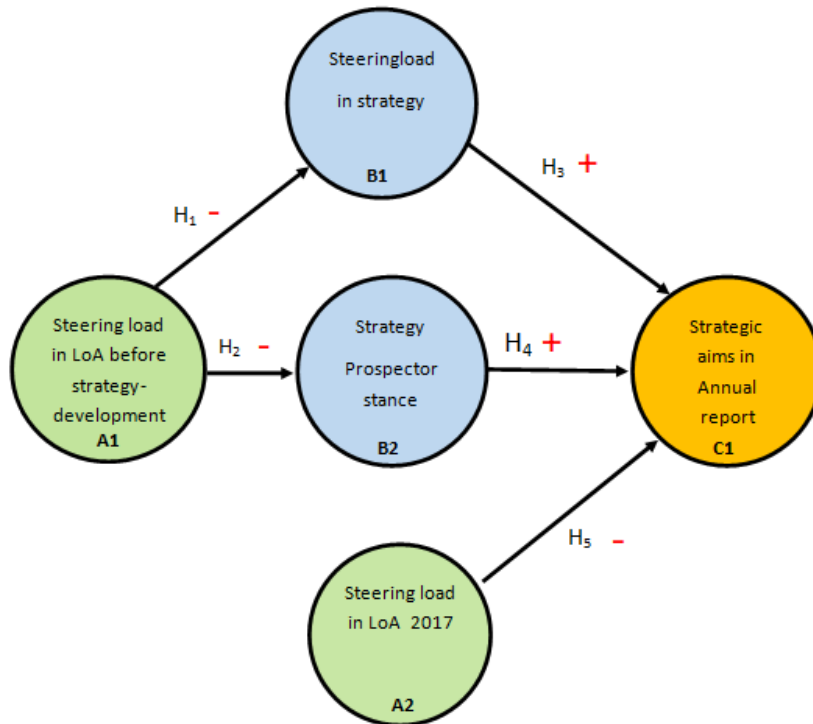 Steeringload
in strategy
B1
H₁ -
H₃ +
Steering load
in LoA before
strategy-
development
A1
H₂ -
Strategy
Prospector
stance
B2
H₄ +
Strategic
aims in
Annual
report
C1
H₅ -
Steering load
in LoA 2017
A2